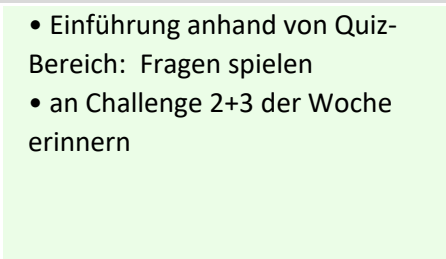 • Einführung anhand von Quiz-
Bereich:  Fragen spielen
• an Challenge 2+3 der Woche
erinnern